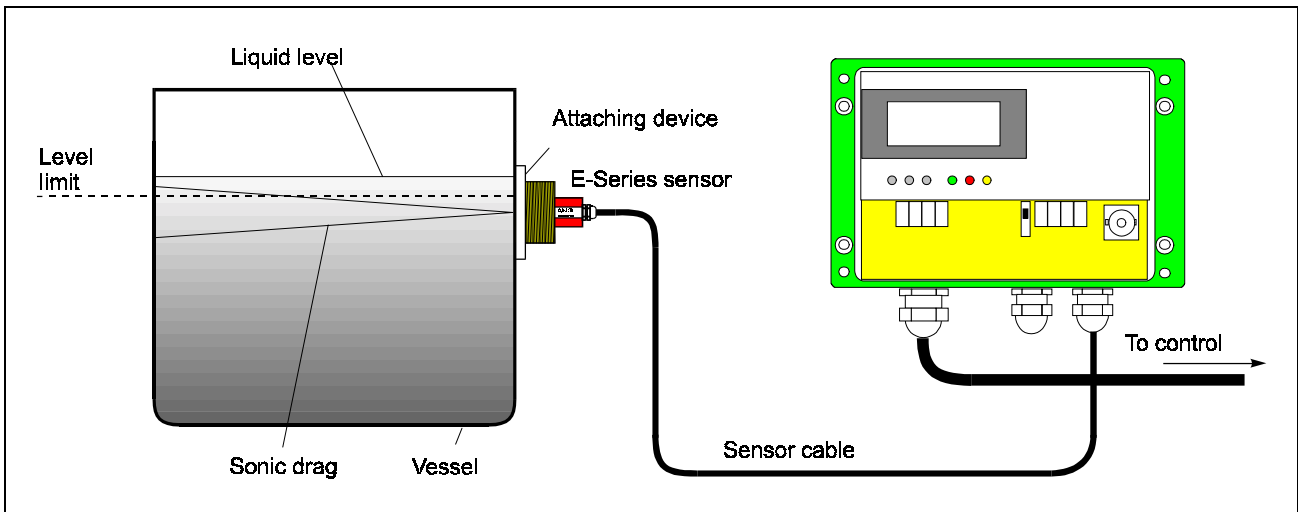 Liquid level
Attaching device
Level
limit
E-Series sensor
To control
Sensor cable
Sonic drag
Vessel